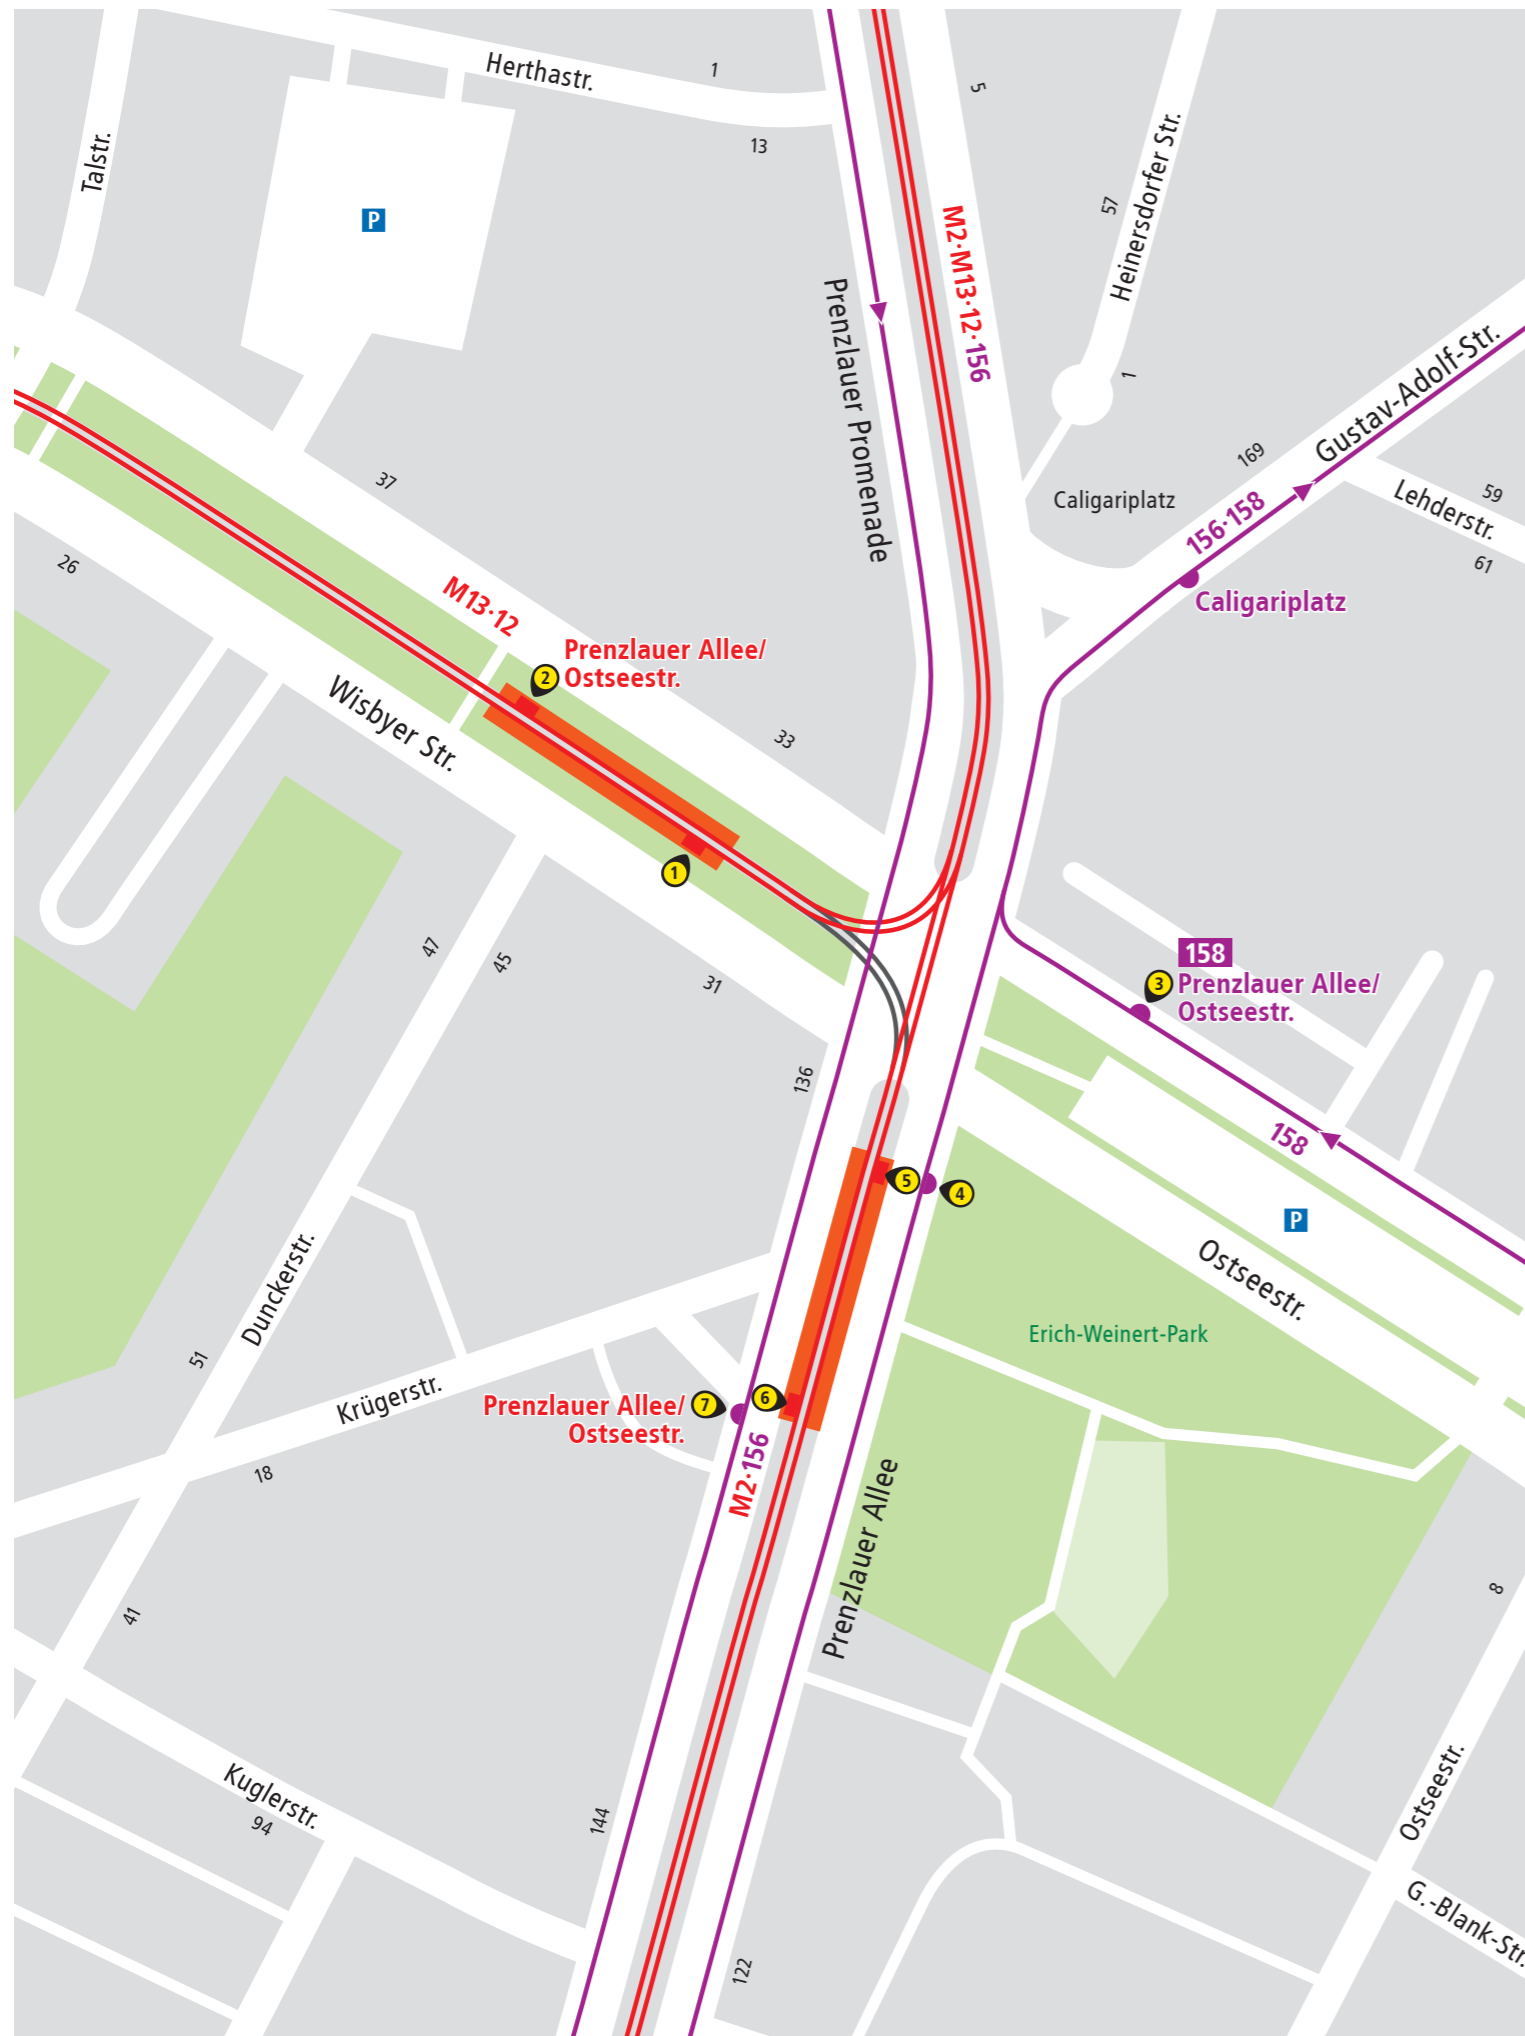 Herthastr.
1
5
13
Talstr.
P
57
Heinersdorfer Str.
M2·M13·12·156
Prenzlauer Promenade
1
Gustav-Adolf-Str.
169
37
Caligariplatz
Lehderstr.
59
156·158
61
26
M13·12
Caligariplatz
2
Prenzlauer Allee/
Ostseestr.
Wisbyer Str.
33
1
47
45
31
158
3
Prenzlauer Allee/
Ostseestr.
136
158
5
4
P
Dunckerstr.
Ostseestr.
Erich-Weinert-Park
51
Krügerstr.
Prenzlauer Allee/
Ostseestr.
7
6
18
M2·156
Prenzlauer Allee
41
8
Kuglerstr.
94
144
Ostseestr.
G.-Blank-Str.
122